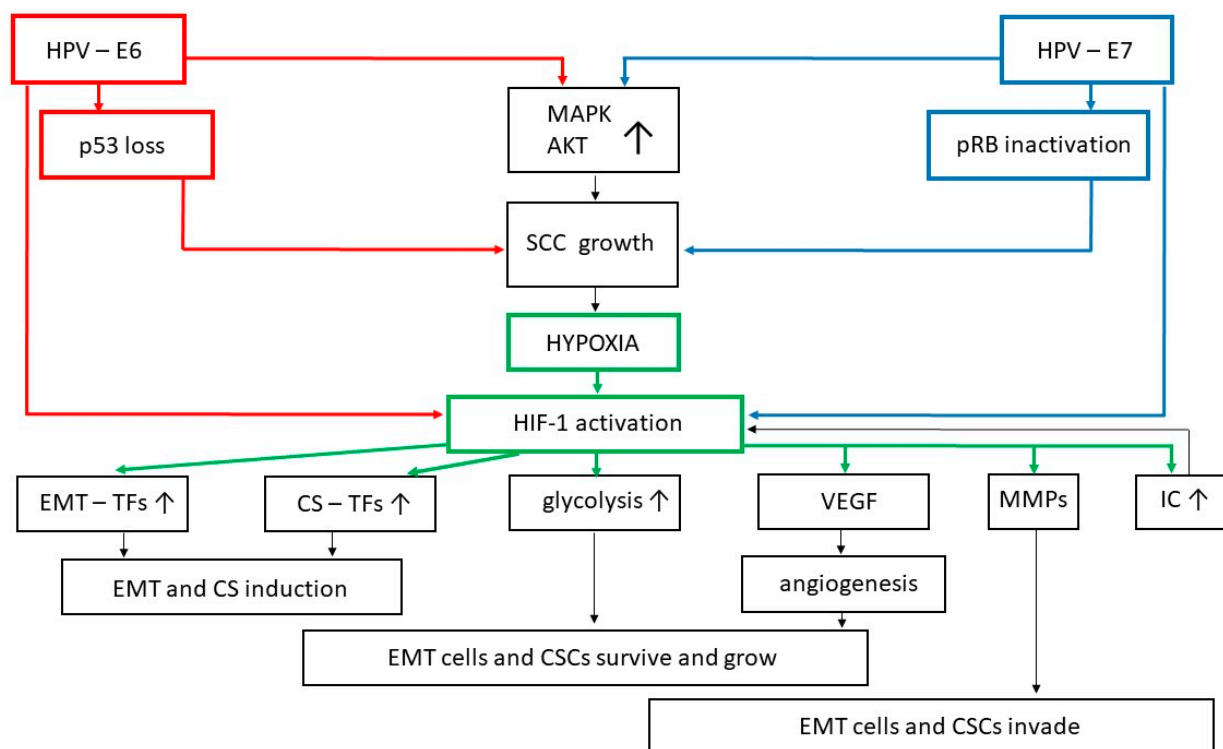 HPV – E6
HPV – E7
MAPK
AKT ↑
p53 loss
pRB inactivation
SCC growth
HYPOXIA
HIF-1 activation
EMT – TFs ↑
CS – TFs ↑
glycolysis ↑
VEGF
MMPs
IC ↑
EMT and CS induction
angiogenesis
EMT cells and CSCs survive and grow
EMT cells and CSCs invade